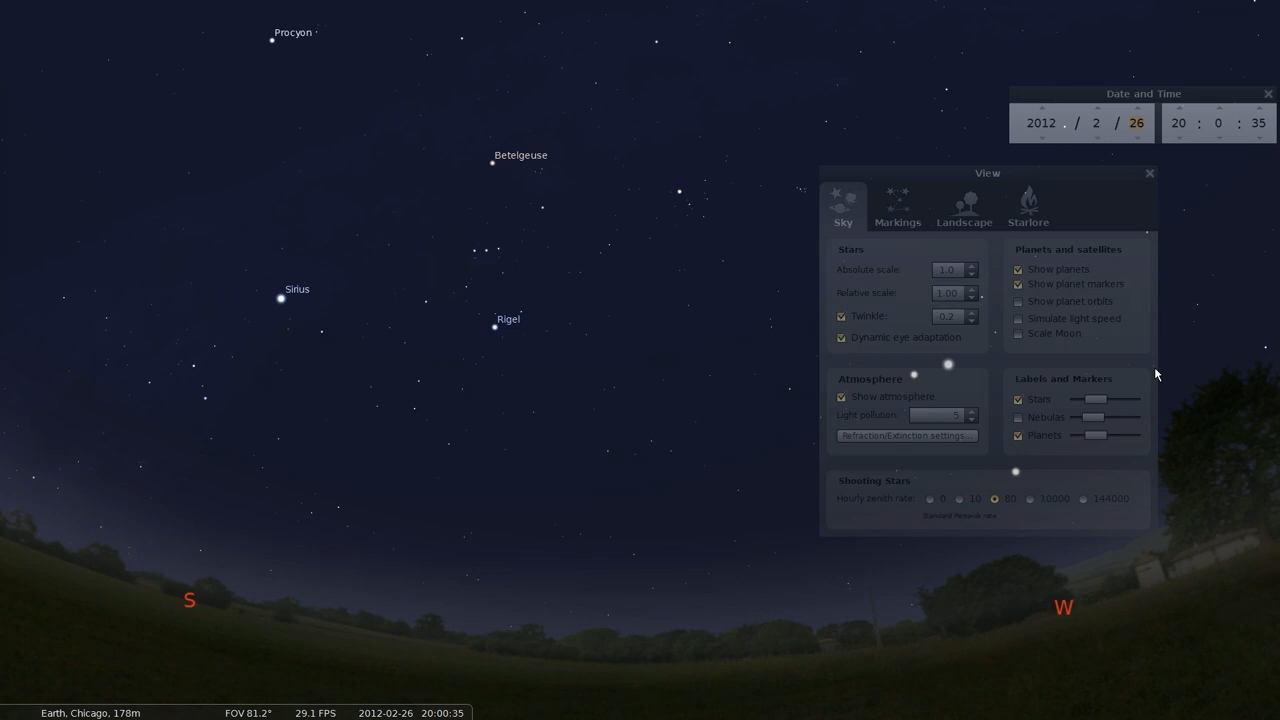 Procyon
Date and Time
2012 / 2 / 26 20 : 0 : 35
Betelgeuse
View
Sky Markings Landscape Starlore
Stars
Absolute scale: 1.0
Relative scale: 1.00
Twinkle: 0.2
Dynamic eye adaptation
Planets and satellites
Show planets
Show planet markers
Show planet orbits
Simulate light speed
Scale Moon
Sirius
Rigel
Atmosphere
Show atmosphere
Light pollution: 5
Refraction/Extinction settings...
Labels and Markers
Stars
Nebulas
Planets
Shooting Stars
Hourly zenith rate: 0 10 80 10000 144000
Standard Perseids rate
S
W
Earth, Chicago, 178m FOV 81.2° 29.1 FPS 2012-02-26 20:00:35